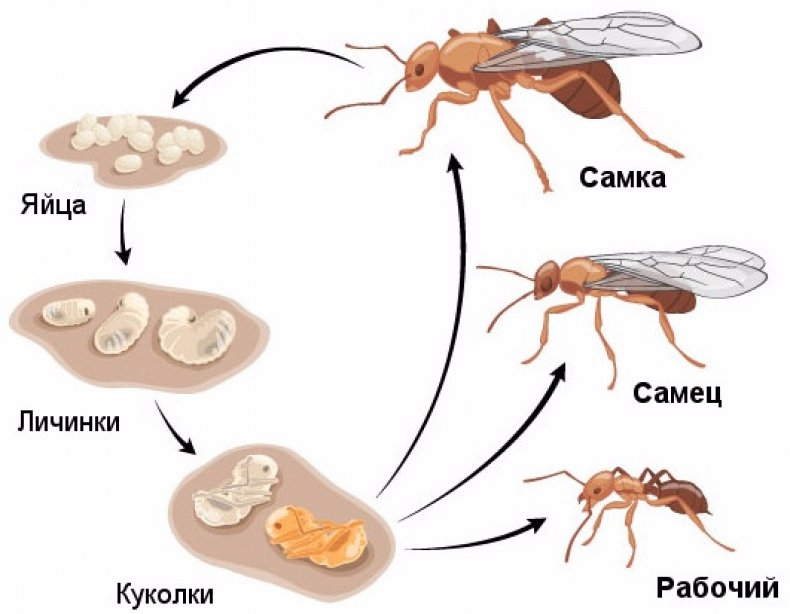 Самка
Яйца
Самец
Личинки
Рабочий
Куколки